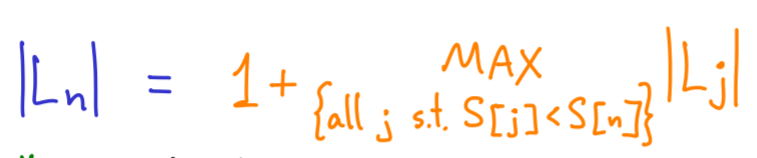 |Lₙ| = 1 + MAX |Lⱼ|
{all j s.t. S[j]<S[n]}